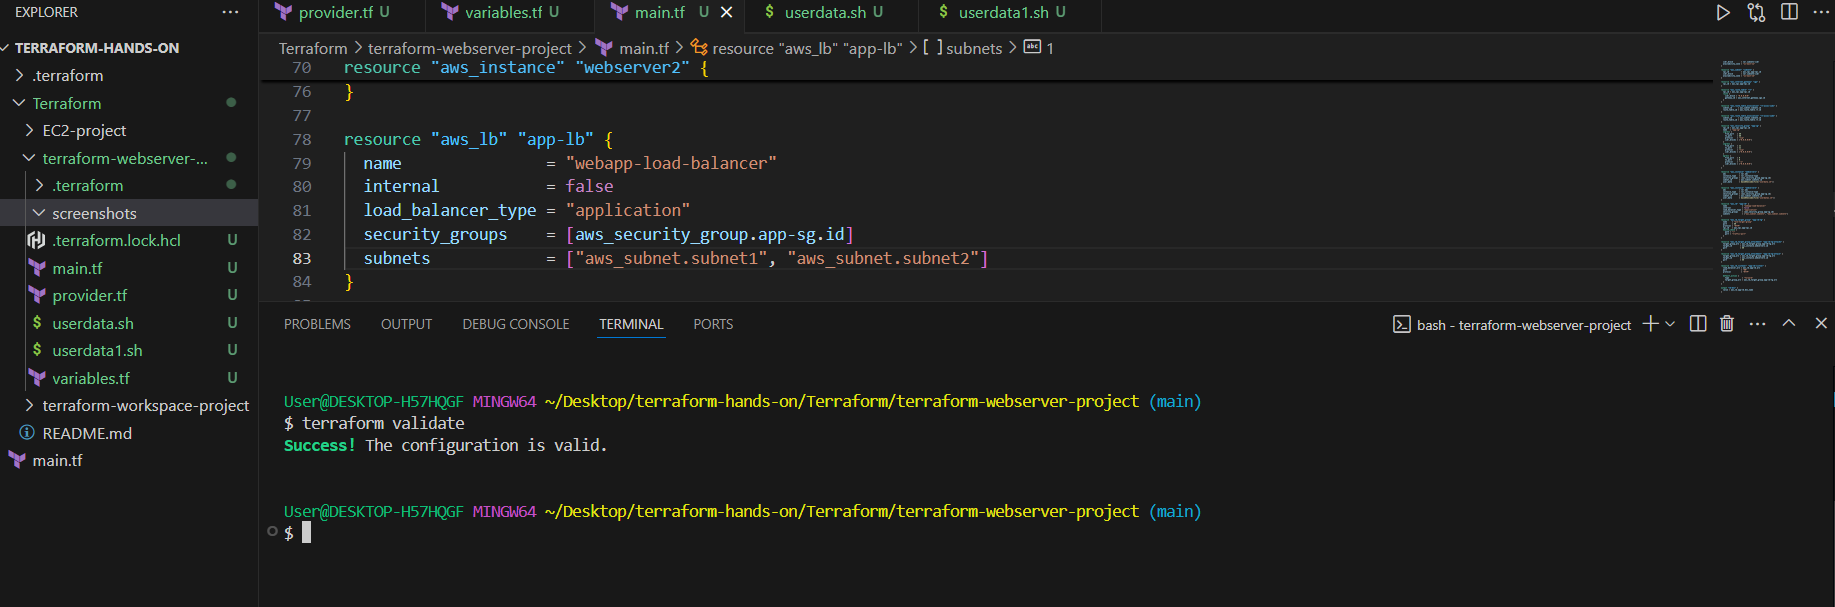 EXPLORER ···
TERRAFORM-HANDS-ON
.terraform
Terraform
EC2-project
terraform-webserver-...
.terraform
screenshots
.terraform.lock.hcl U
main.tf U
provider.tf U
$ userdata.sh U
$ userdata1.sh U
variables.tf U
terraform-workspace-project
README.md
main.tf
provider.tf U
variables.tf U
main.tf U
$ userdata.sh U
$ userdata1.sh U
Terraform > terraform-webserver-project > main.tf > resource "aws_lb" "app-lb" > [ ] subnets > abc 1
70 resource "aws_instance" "webserver2" {
76 }
77
78 resource "aws_lb" "app-lb" {
79 name = "webapp-load-balancer"
80 internal = false
81 load_balancer_type = "application"
82 security_groups = [aws_security_group.app-sg.id]
83 subnets = ["aws_subnet.subnet1", "aws_subnet.subnet2"]
84 }
PROBLEMS OUTPUT DEBUG CONSOLE TERMINAL PORTS
bash - terraform-webserver-project
User@DESKTOP-H57HQGF MINGW64 ~/Desktop/terraform-hands-on/Terraform/terraform-webserver-project (main)
$ terraform validate
Success! The configuration is valid.
User@DESKTOP-H57HQGF MINGW64 ~/Desktop/terraform-hands-on/Terraform/terraform-webserver-project (main)
$